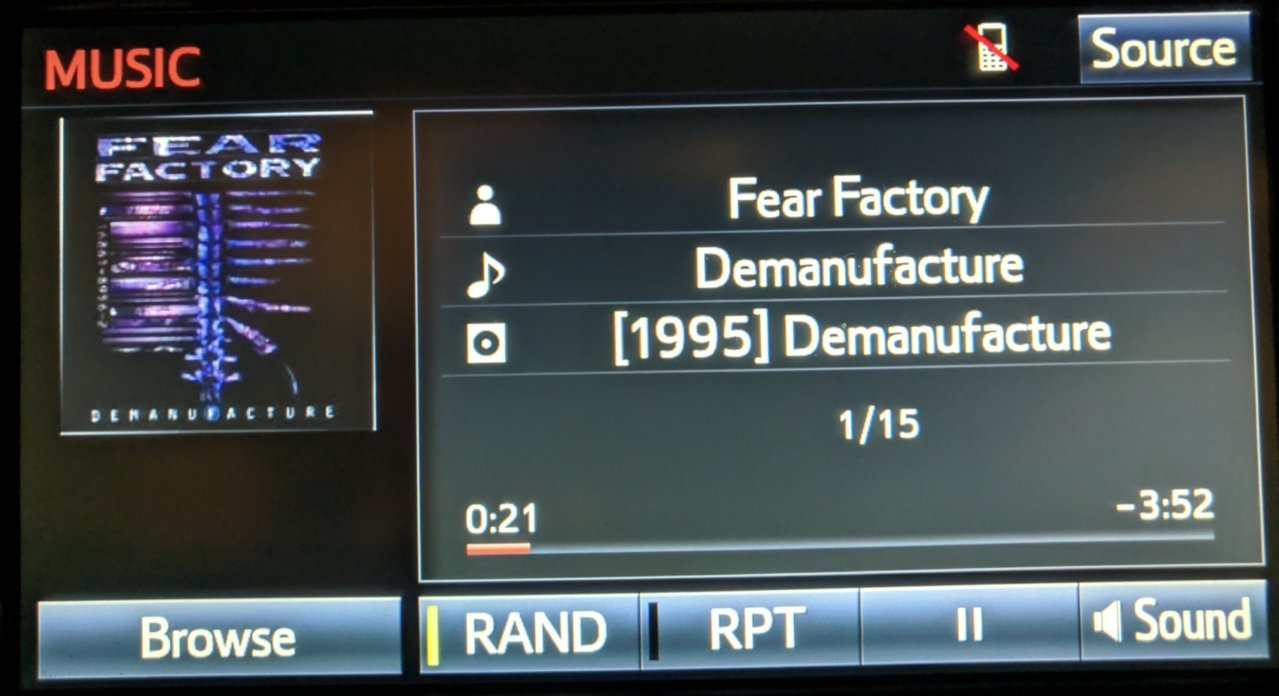 MUSIC
Source
FEAR
FACTORY
DEMANUFACTURE
Fear Factory
Demanufacture
[1995] Demanufacture
1/15
0:21
-3:52
Browse
RAND
RPT
Sound